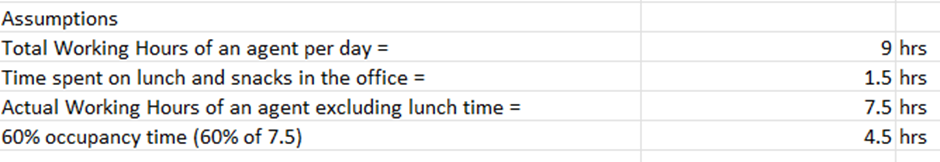 Assumptions
Total Working Hours of an agent per day = 9 hrs
Time spent on lunch and snacks in the office = 1.5 hrs
Actual Working Hours of an agent excluding lunch time = 7.5 hrs
60% occupancy time (60% of 7.5) 4.5 hrs